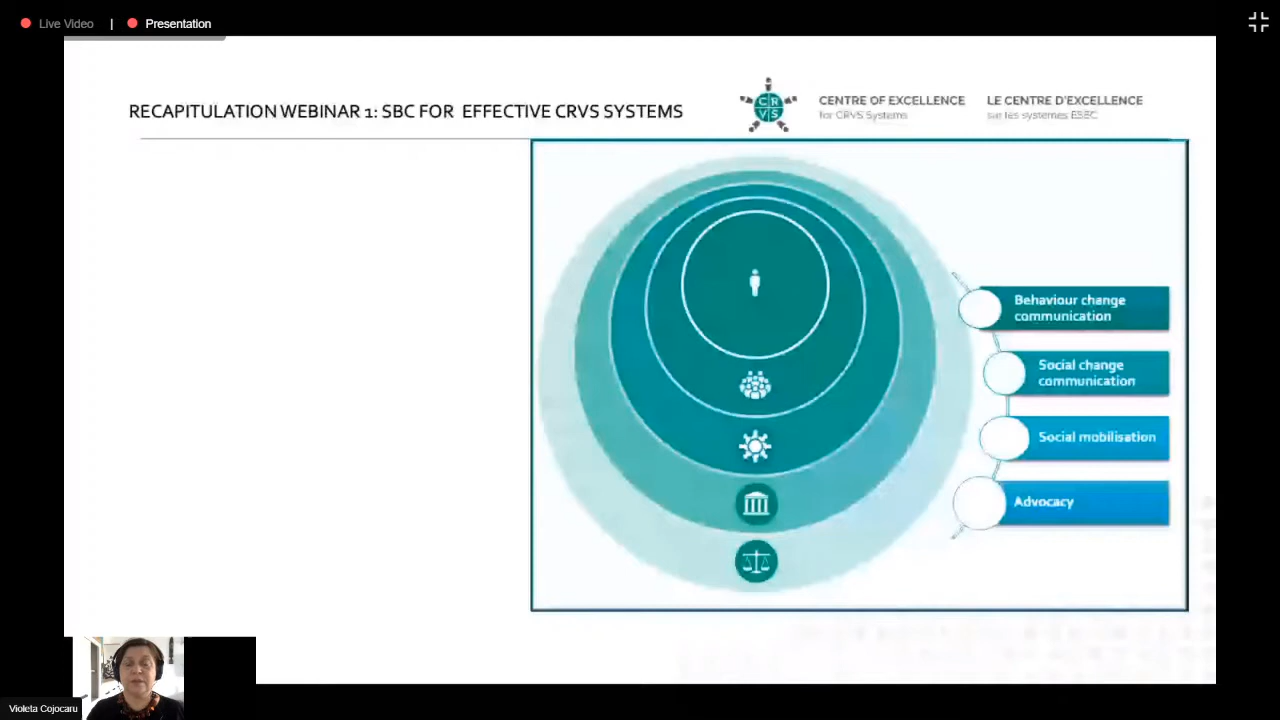 Live Video | Presentation
RECAPITULATION WEBINAR 1: SBC FOR EFFECTIVE CRVS SYSTEMS
CRVS
CENTRE OF EXCELLENCE
for CRVS Systems
LE CENTRE D'EXCELLENCE
sur les systèmes ESEC
Behaviour change
communication
Social change
communication
Social mobilisation
Advocacy
Violeta Cojocaru